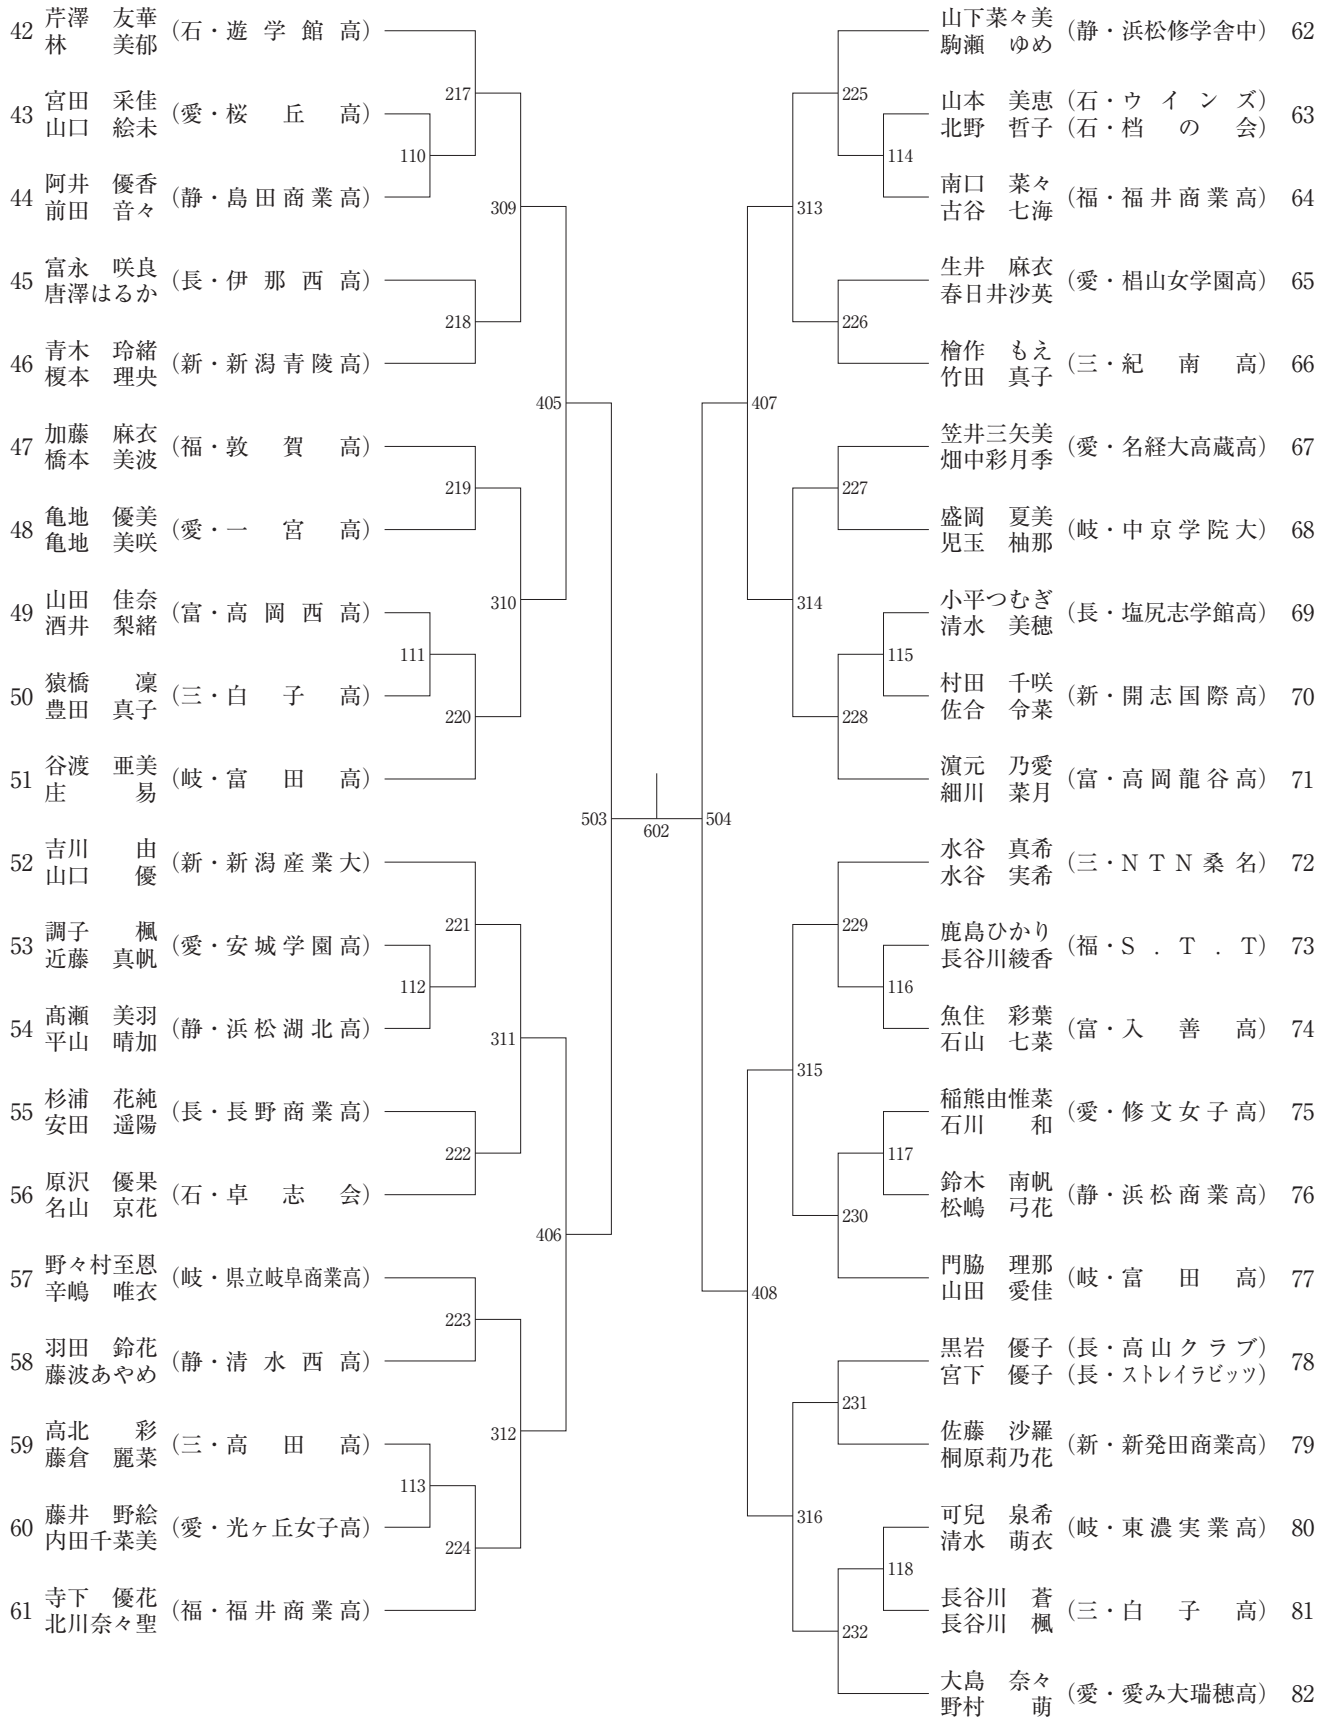 42 芹澤 友華 (石・遊学館高)
林 美郁
217
43 宮田 采佳 (愛・桜丘高)
山口 絵未
110
44 阿井 優香 (静・島田商業高)
前田 音々
309
45 富永 咲良 (長・伊那西高)
唐澤はるか
218
46 青木 玲緒 (新・新潟青陵高)
榎本 理央
405
47 加藤 麻衣 (福・敦賀高)
橋本 美波
219
48 亀地 優美 (愛・一宮高)
亀地 美咲
49 山田 佳奈 (富・高岡西高)
酒井 梨緒
310
111
50 猿橋 凜 (三・白子高)
豊田 真子
220
51 谷渡 亜美 (岐・富田高)
庄 易
503
602
504
52 吉川 由 (新・新潟産業大)
山口 優
221
53 調子 楓 (愛・安城学園高)
近藤 真帆
112
54 髙瀬 美羽 (静・浜松湖北高)
平山 晴加
311
55 杉浦 花純 (長・長野商業高)
安田 遥陽
222
56 原沢 優果 (石・卓志会)
名山 京花
406
57 野々村至恩 (岐・県立岐阜商業高)
辛嶋 唯衣
223
58 羽田 鈴花 (静・清水西高)
藤波あやめ
312
59 高北 彩 (三・高田高)
藤倉 麗菜
113
60 藤井 野絵 (愛・光ヶ丘女子高)
内田千菜美
224
61 寺下 優花 (福・福井商業高)
北川奈々聖
山下菜々美 (静・浜松修学舎中) 62
駒瀬 ゆめ
225
山本 美恵 (石・ウインズ) 63
北野 哲子 (石・档の会)
114
南口 菜々 (福・福井商業高) 64
古谷 七海
313
生井 麻衣 (愛・椙山女学園高) 65
春日井沙英
226
檜作 もえ (三・紀南高) 66
竹田 真子
407
笠井三矢美 (愛・名経大高蔵高) 67
畑中彩月季
227
盛岡 夏美 (岐・中京学院大) 68
児玉 柚那
314
小平つむぎ (長・塩尻志学館高) 69
清水 美穂
115
村田 千咲 (新・開志国際高) 70
佐合 令菜
228
濵元 乃愛 (富・高岡龍谷高) 71
細川 菜月
水谷 真希 (三・NTN桑名) 72
水谷 実希
229
鹿島ひかり (福・S.T.T) 73
長谷川綾香
116
魚住 彩葉 (富・入善高) 74
石山 七菜
315
稲熊由惟菜 (愛・修文女子高) 75
石川 和
117
鈴木 南帆 (静・浜松商業高) 76
松嶋 弓花
230
門脇 理那 (岐・富田高) 77
山田 愛佳
408
黒岩 優子 (長・高山クラブ) 78
宮下 優子 (長・ストレイラビッツ)
231
佐藤 沙羅 (新・新発田商業高) 79
桐原莉乃花
316
可兒 泉希 (岐・東濃実業高) 80
清水 萌衣
118
長谷川 蒼 (三・白子高) 81
長谷川 楓
232
大島 奈々 (愛・愛み大瑞穂高) 82
野村 萌